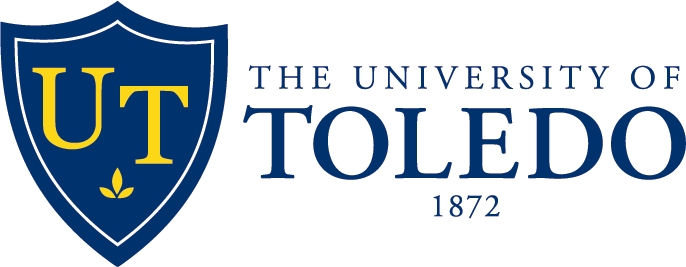 UT
THE UNIVERSITY OF
TOLEDO
1872